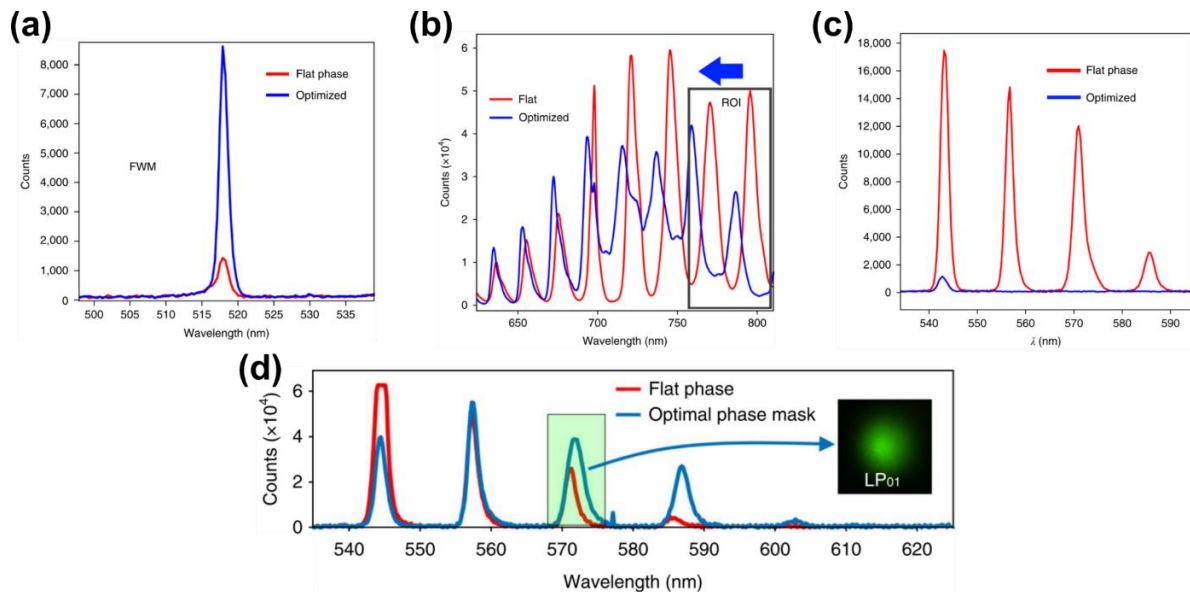 (a)
8,000
7,000
6,000
5,000
4,000
3,000
2,000
1,000
0
Counts
Flat phase
Optimized
FWM
500 505 510 515 520 525 530 535
Wavelength (nm)
(b)
6
5
4
3
2
1
0
Counts (×10⁴)
Flat
Optimized
ROI
650 700 750 800
Wavelength (nm)
(c)
18,000
16,000
14,000
12,000
10,000
8,000
6,000
4,000
2,000
0
Counts
Flat phase
Optimized
540 550 560 570 580 590
λ (nm)
(d)
6
4
2
0
Counts (×10⁴)
Flat phase
Optimal phase mask
LP₀₁
540 550 560 570 580 590 600 610 620
Wavelength (nm)